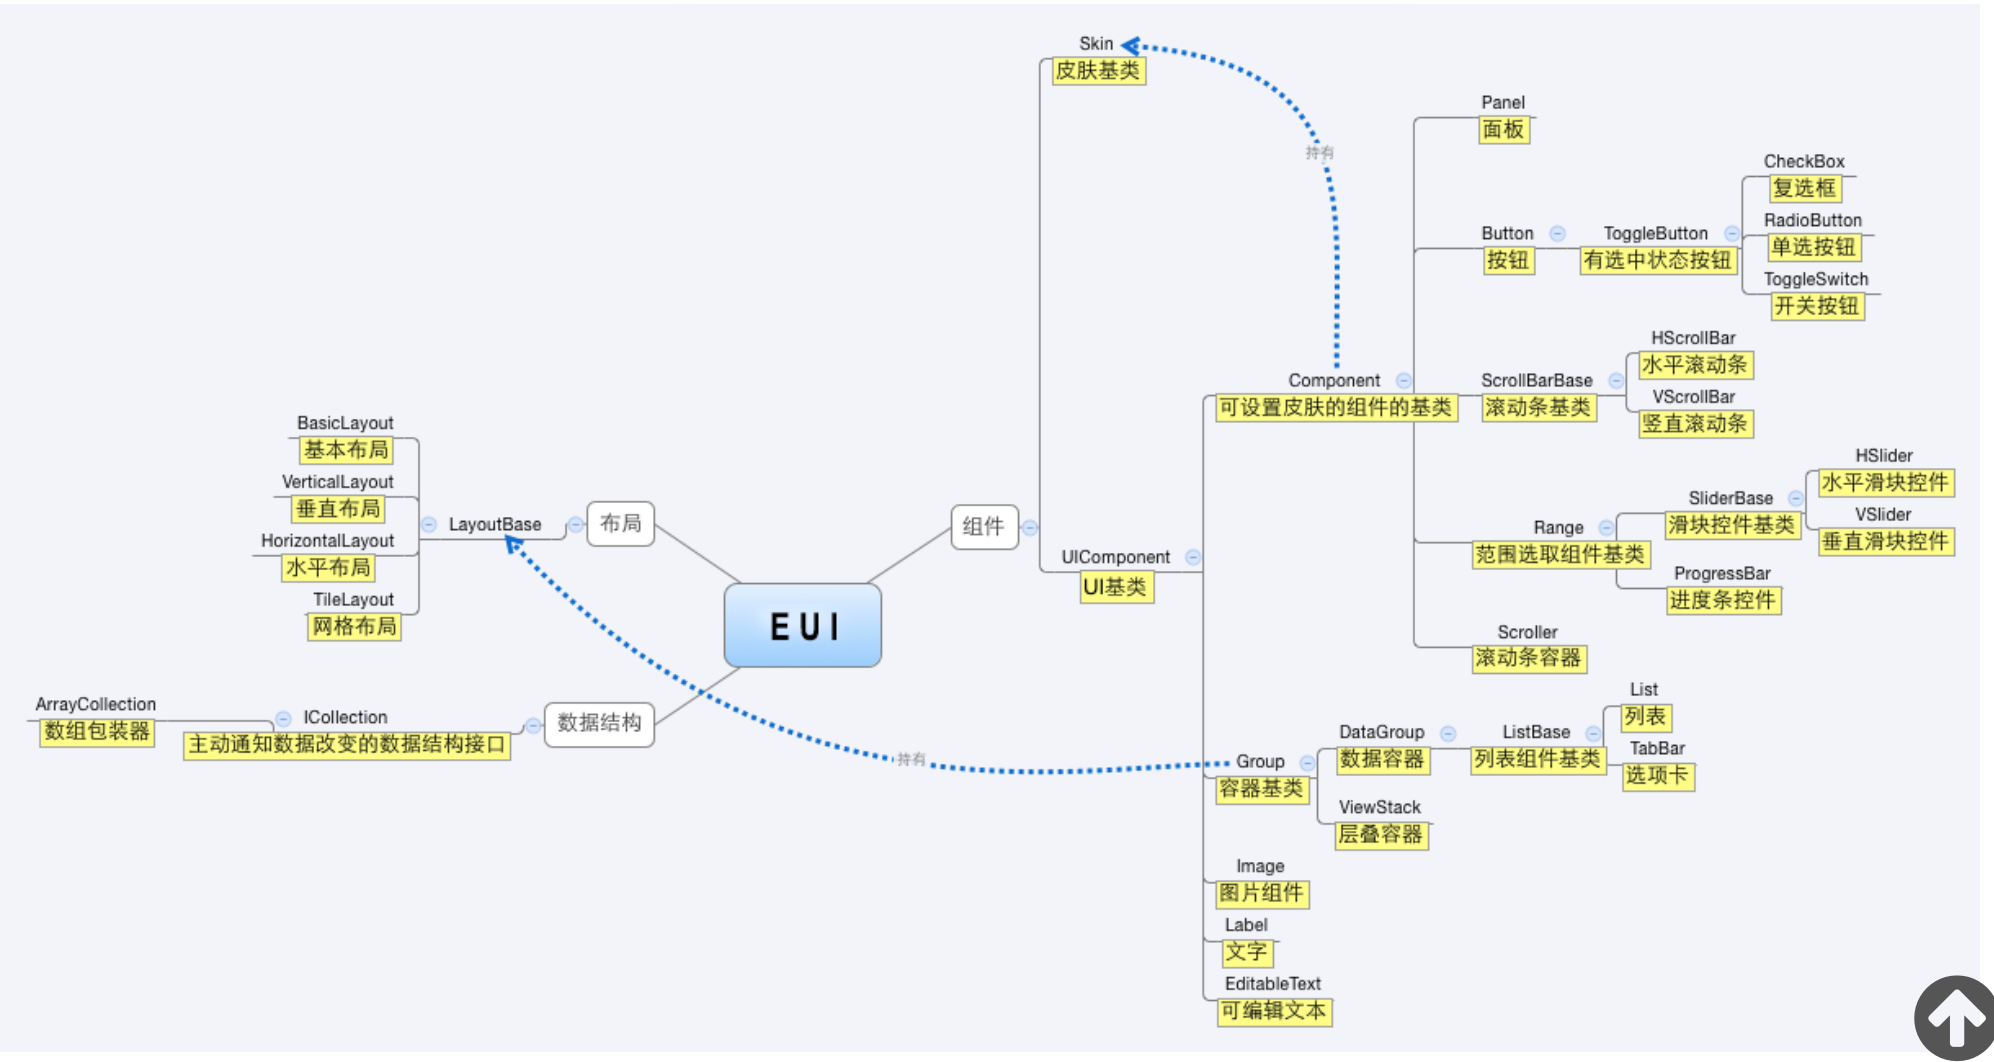 Skin
皮肤基类
持有
Panel
面板
CheckBox
复选框
Button
按钮
ToggleButton
有选中状态按钮
RadioButton
单选按钮
ToggleSwitch
开关按钮
Component
可设置皮肤的组件的基类
ScrollBarBase
滚动条基类
HScrollBar
水平滚动条
VScrollBar
竖直滚动条
Range
范围选取组件基类
SliderBase
滑块控件基类
HSlider
水平滑块控件
VSlider
垂直滑块控件
ProgressBar
进度条控件
Scroller
滚动条容器
BasicLayout
基本布局
VerticalLayout
垂直布局
HorizontalLayout
水平布局
TileLayout
网格布局
LayoutBase
布局
组件
UIComponent
UI基类
EUI
ArrayCollection
数组包装器
ICollection
主动通知数据改变的数据结构接口
数据结构
持有
Group
容器基类
DataGroup
数据容器
ListBase
列表组件基类
List
列表
TabBar
选项卡
ViewStack
层叠容器
Image
图片组件
Label
文字
EditableText
可编辑文本